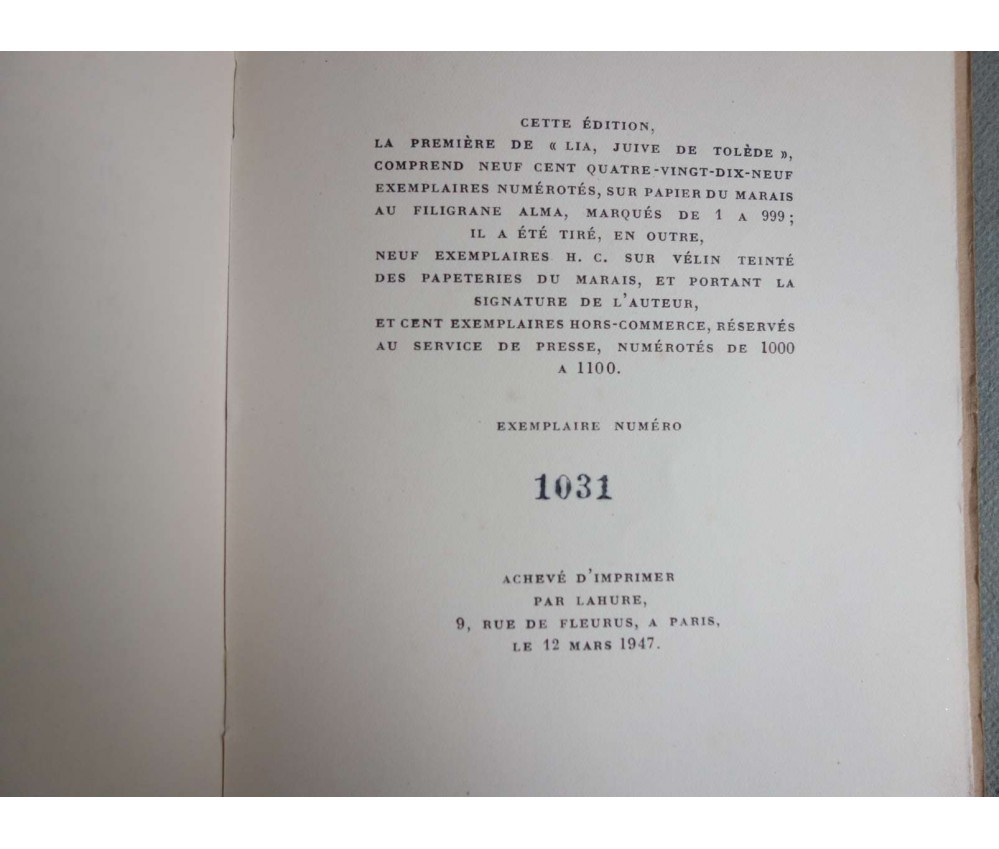 CETTE ÉDITION,
LA PREMIÈRE DE « LIA, JUIVE DE TOLÈDE »,
COMPREND NEUF CENT QUATRE-VINGT-DIX-NEUF
EXEMPLAIRES NUMÉROTÉS, SUR PAPIER DU MARAIS
AU FILIGRANE ALMA, MARQUÉS DE 1 A 999 ;
IL A ÉTÉ TIRÉ, EN OUTRE,
NEUF EXEMPLAIRES H. C. SUR VÉLIN TEINTÉ
DES PAPETERIES DU MARAIS, ET PORTANT LA
SIGNATURE DE L'AUTEUR,
ET CENT EXEMPLAIRES HORS-COMMERCE, RÉSERVÉS
AU SERVICE DE PRESSE, NUMÉROTÉS DE 1000
A 1100.
EXEMPLAIRE NUMÉRO
1031
ACHEVÉ D'IMPRIMER
PAR LAHURE,
9, RUE DE FLEURUS, A PARIS,
LE 12 MARS 1947.